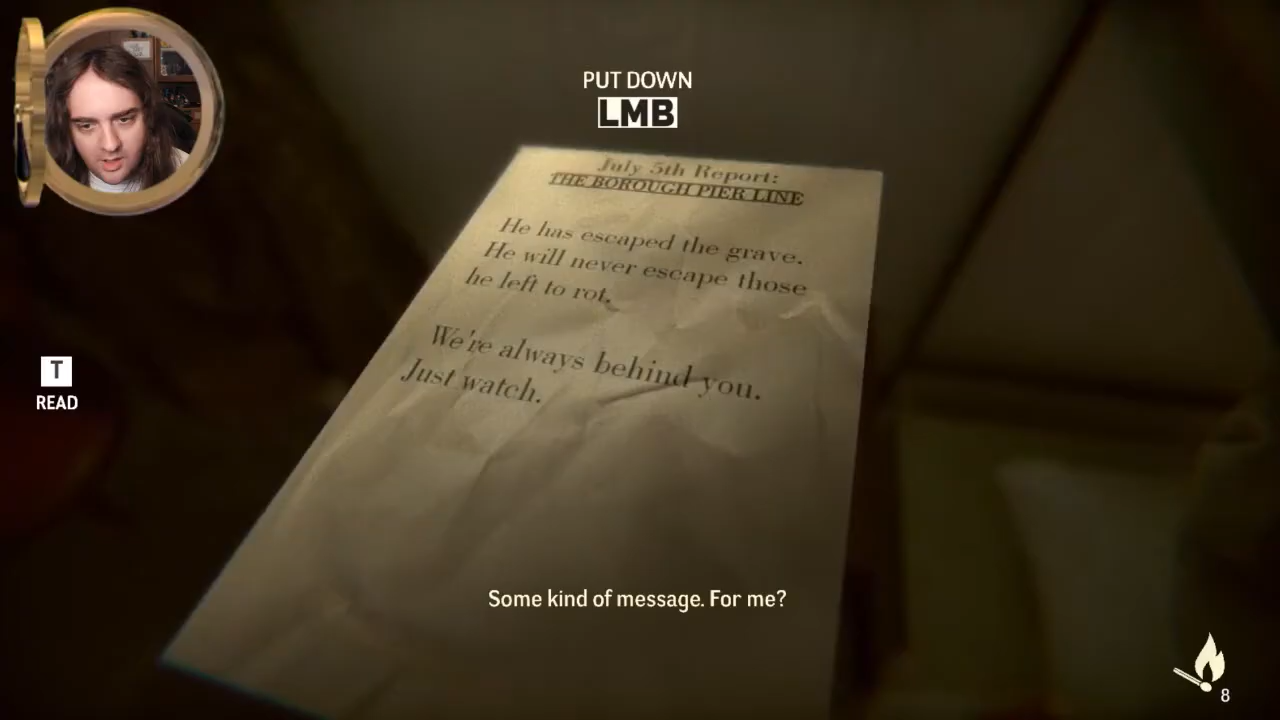 PUT DOWN
LMB
July 5th Report:
THE BOROUGH PIER LINE
He has escaped the grave.
He will never escape those
he left to rot.
We're always behind you.
Just watch.
T
READ
Some kind of message. For me?
8